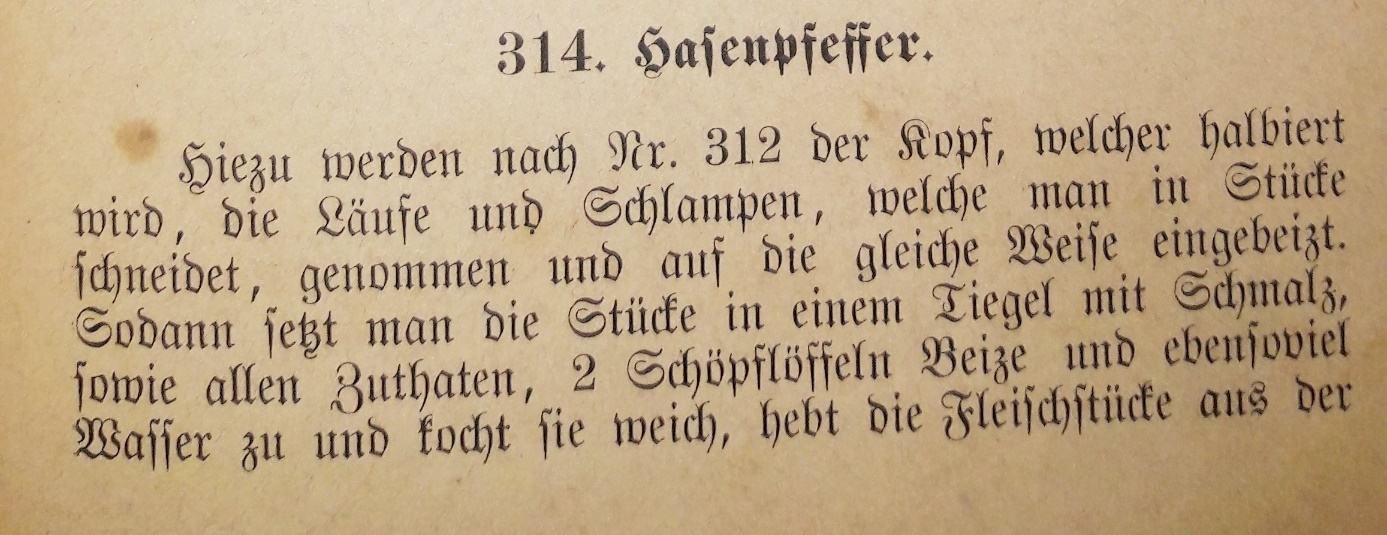 314. Hasenpfeffer.
Hiezu werden nach Nr. 312 der Kopf, welcher halbiert
wird, die Läufe und Schlampen, welche man in Stücke
schneidet, genommen und auf die gleiche Weise eingebeizt.
Sodann setzt man die Stücke in einem Tiegel mit Schmalz,
sowie allen Zuthaten, 2 Schöpflöffeln Beize und ebensoviel
Wasser zu und kocht sie weich, hebt die Fleischstücke aus der